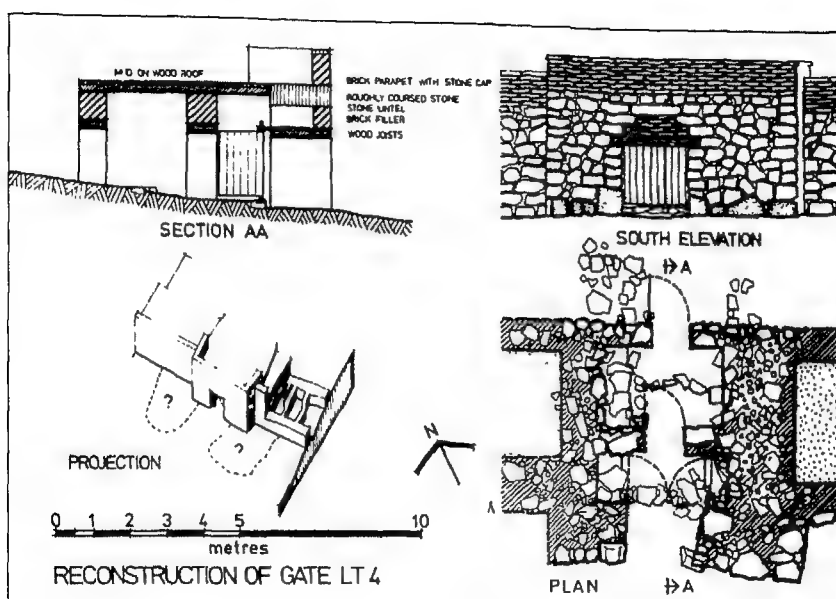 MUD ON WOOD ROOF
BRICK PARAPET WITH STONE CAP
ROUGHLY COURSED STONE
STONE LINTEL
BRICK FILLER
WOOD JOISTS
SECTION AA
SOUTH ELEVATION
A
?
?
PROJECTION
N
0 1 2 3 4 5 10
metres
RECONSTRUCTION OF GATE LT 4
PLAN
A